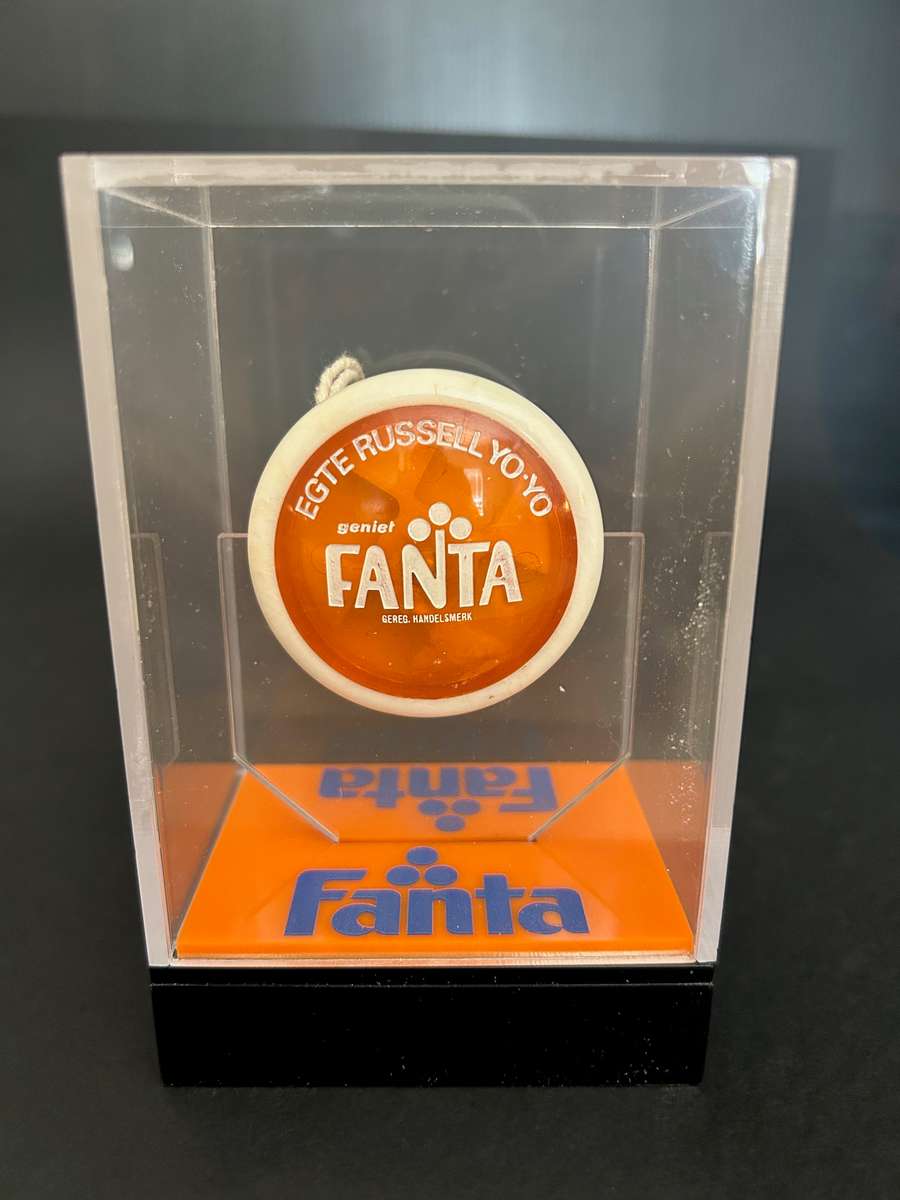 EGTE RUSSELL YO-YO
geniet
FANTA
GEREG. HANDELSMERK
Fanta
Fanta